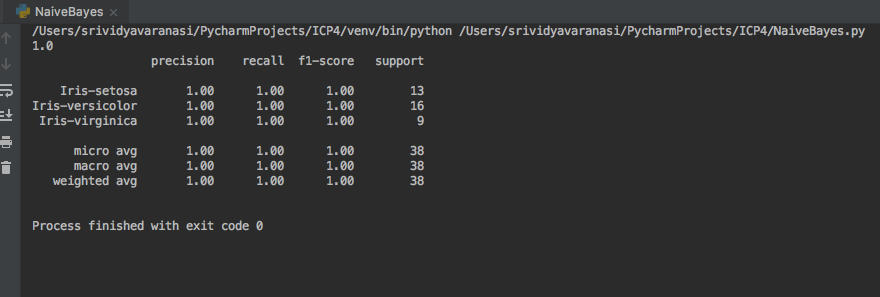 NaiveBayes ×
/Users/srividyavaranasi/PycharmProjects/ICP4/venv/bin/python /Users/srividyavaranasi/PycharmProjects/ICP4/NaiveBayes.py
1.0
precision recall f1-score support
Iris-setosa 1.00 1.00 1.00 13
Iris-versicolor 1.00 1.00 1.00 16
Iris-virginica 1.00 1.00 1.00 9
micro avg 1.00 1.00 1.00 38
macro avg 1.00 1.00 1.00 38
weighted avg 1.00 1.00 1.00 38
Process finished with exit code 0